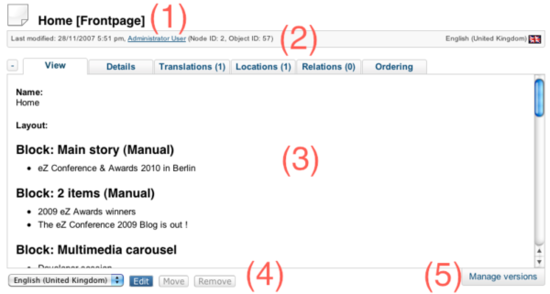 Home [Frontpage] (1)
Last modified: 28/11/2007 5:51 pm, Administrator User (Node ID: 2, Object ID: 57) (2) English (United Kingdom)
- View Details Translations (1) Locations (1) Relations (0) Ordering
Name:
Home
Layout:
Block: Main story (Manual)
(3)
• eZ Conference & Awards 2010 in Berlin
Block: 2 items (Manual)
• 2009 eZ Awards winners
• The eZ Conference 2009 Blog is out !
Block: Multimedia carousel
• Developer session
English (United Kingdom) Edit Move Remove (4) (5) Manage versions